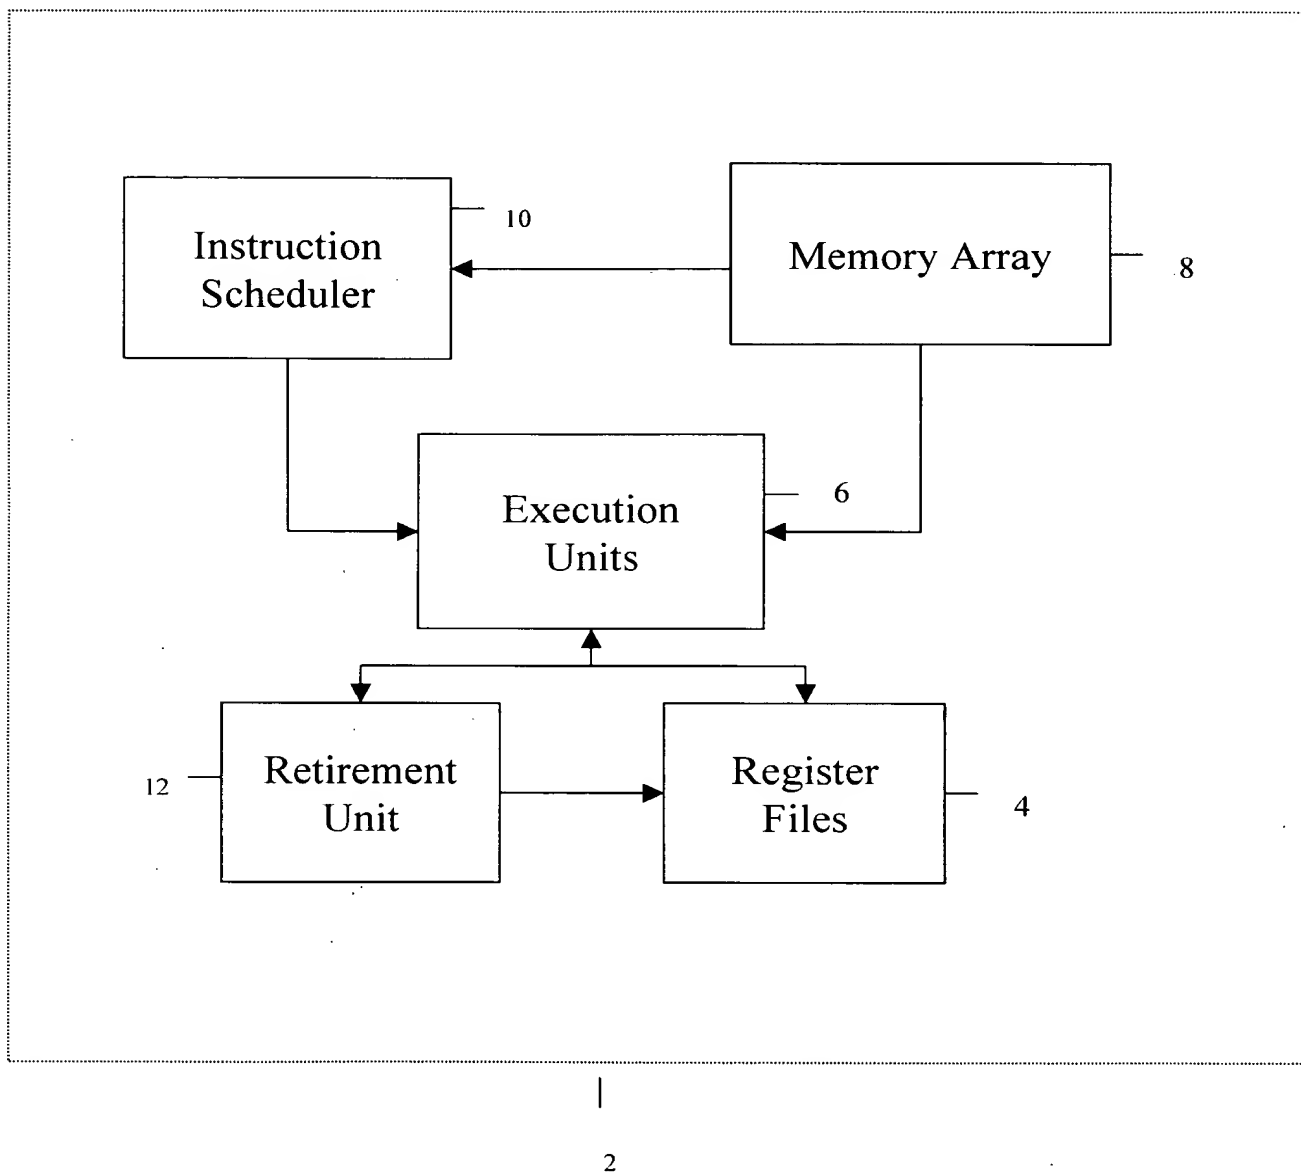 Instruction
Scheduler
10
Memory Array
8
Execution
Units
6
Retirement
Unit
12
Register
Files
4
2